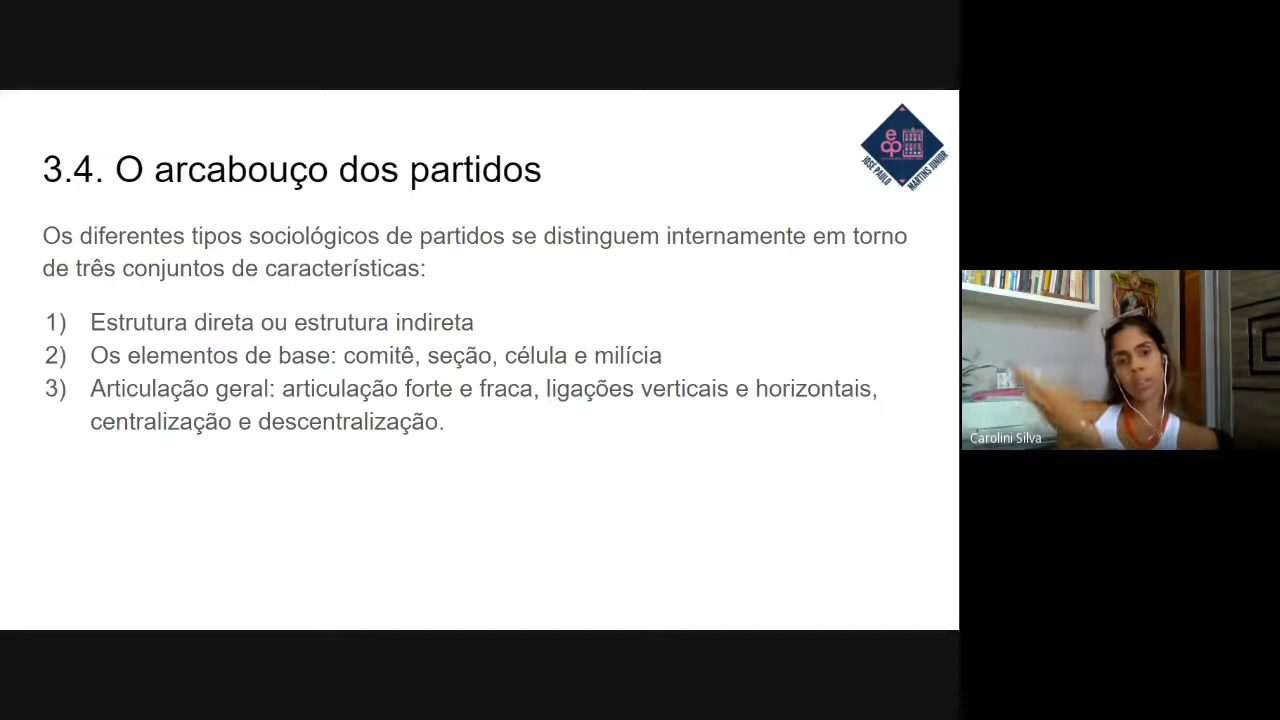 3.4. O arcabouço dos partidos
e
cp
JOSÉ PAULO
MARTINS JUNIOR
Os diferentes tipos sociológicos de partidos se distinguem internamente em torno
de três conjuntos de características:
1) Estrutura direta ou estrutura indireta
2) Os elementos de base: comitê, seção, célula e milícia
3) Articulação geral: articulação forte e fraca, ligações verticais e horizontais,
centralização e descentralização.
Carolini Silva